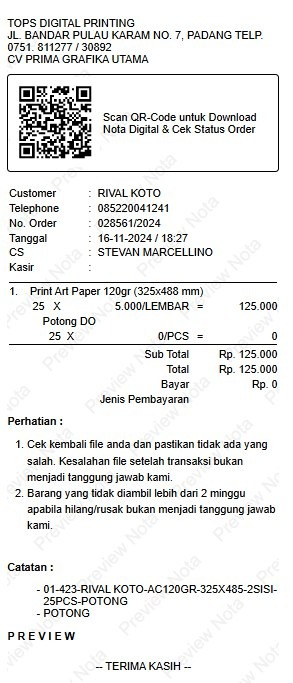 TOPS DIGITAL PRINTING
JL. BANDAR PULAU KARAM NO. 7, PADANG TELP.
0751. 811277 / 30892
CV PRIMA GRAFIKA UTAMA
Scan QR-Code untuk Download
Nota Digital & Cek Status Order
Customer : RIVAL KOTO
Telephone : 085220041241
No. Order : 028561/2024
Tanggal : 16-11-2024 / 18:27
CS : STEVAN MARCELLINO
Kasir :
1. Print Art Paper 120gr (325x488 mm)
25 X 5.000/LEMBAR = 125.000
Potong DO
25 X 0/PCS = 0
Sub Total Rp. 125.000
Total Rp. 125.000
Bayar Rp. 0
Jenis Pembayaran
Perhatian :
1. Cek kembali file anda dan pastikan tidak ada yang
salah. Kesalahan file setelah transaksi bukan
menjadi tanggung jawab kami.
2. Barang yang tidak diambil lebih dari 2 minggu
apabila hilang/rusak bukan menjadi tanggung jawab
kami.
Catatan :
- 01-423-RIVAL KOTO-AC120GR-325X485-2SISI-
25PCS-POTONG
- POTONG
P R E V I E W
-- TERIMA KASIH --
Preview Nota